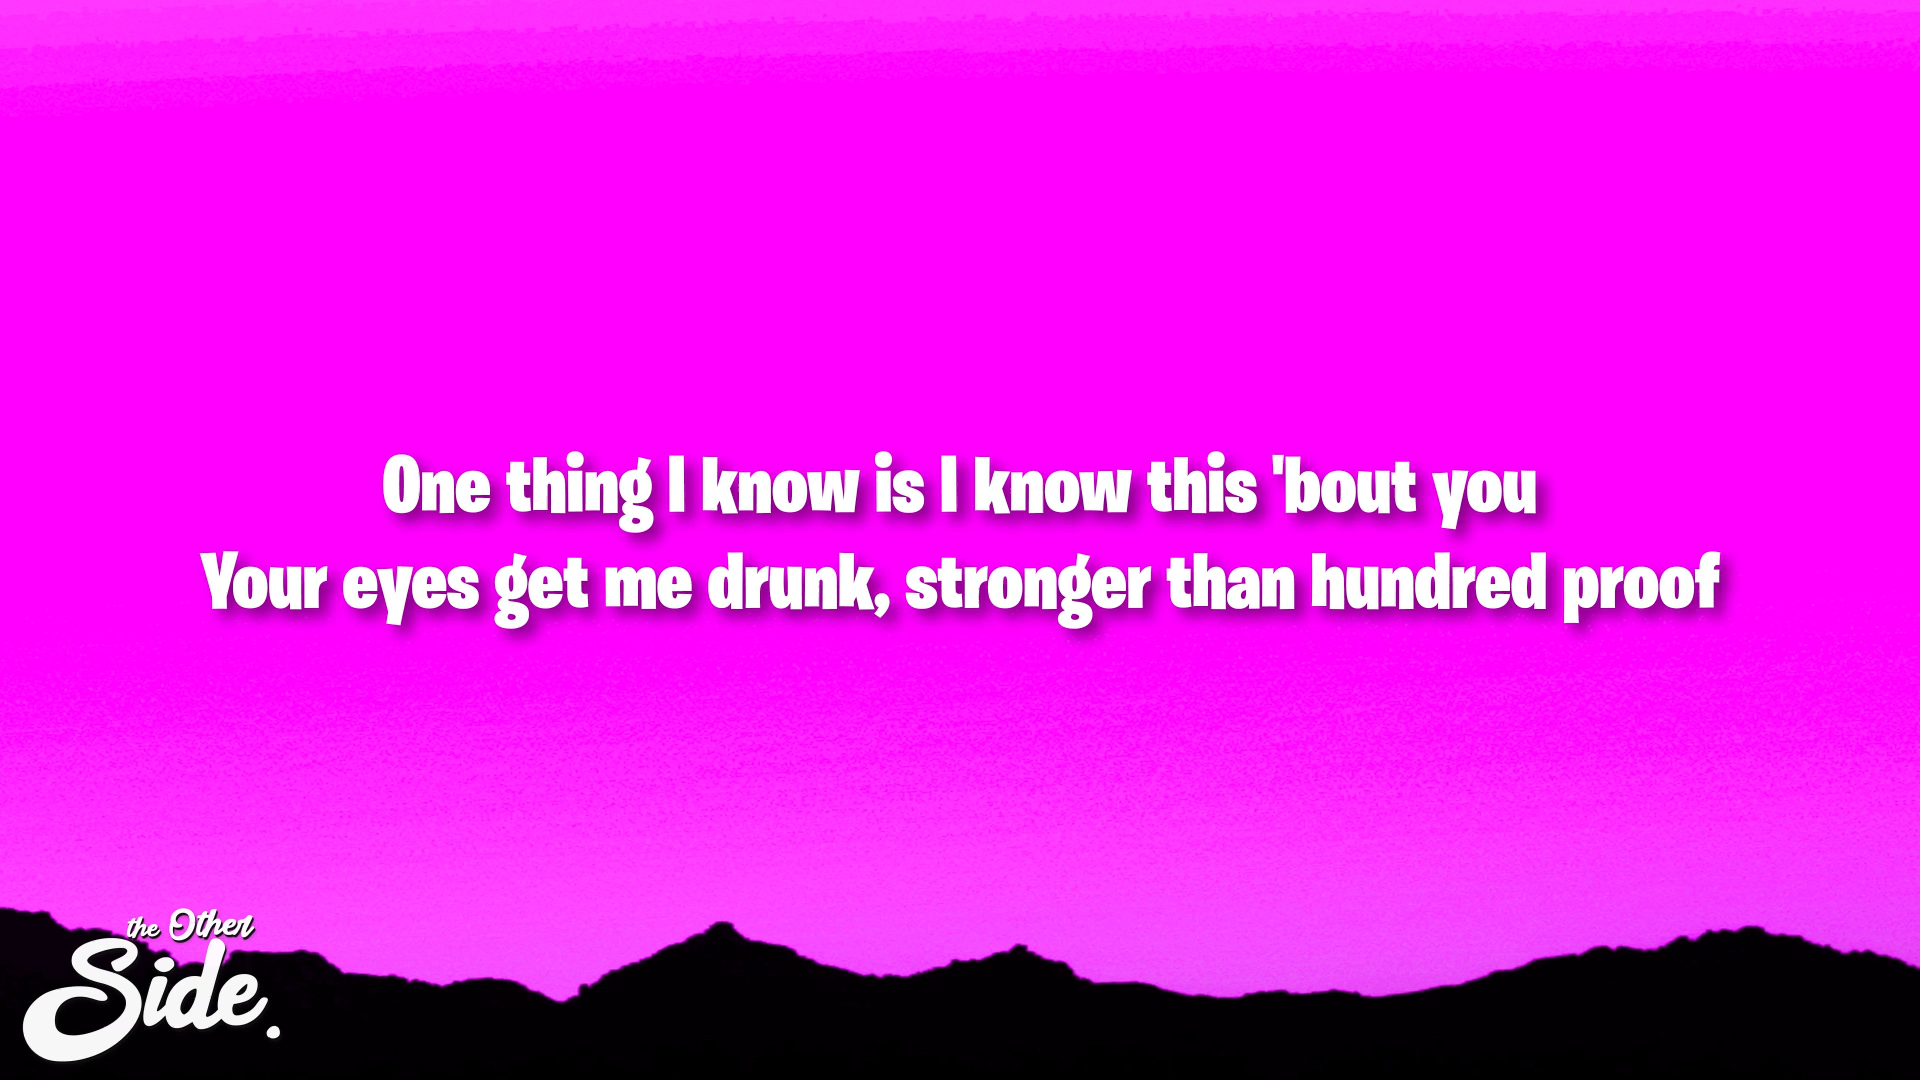 One thing I know is I know this 'bout you
Your eyes get me drunk, stronger than hundred proof
the Other
Side.